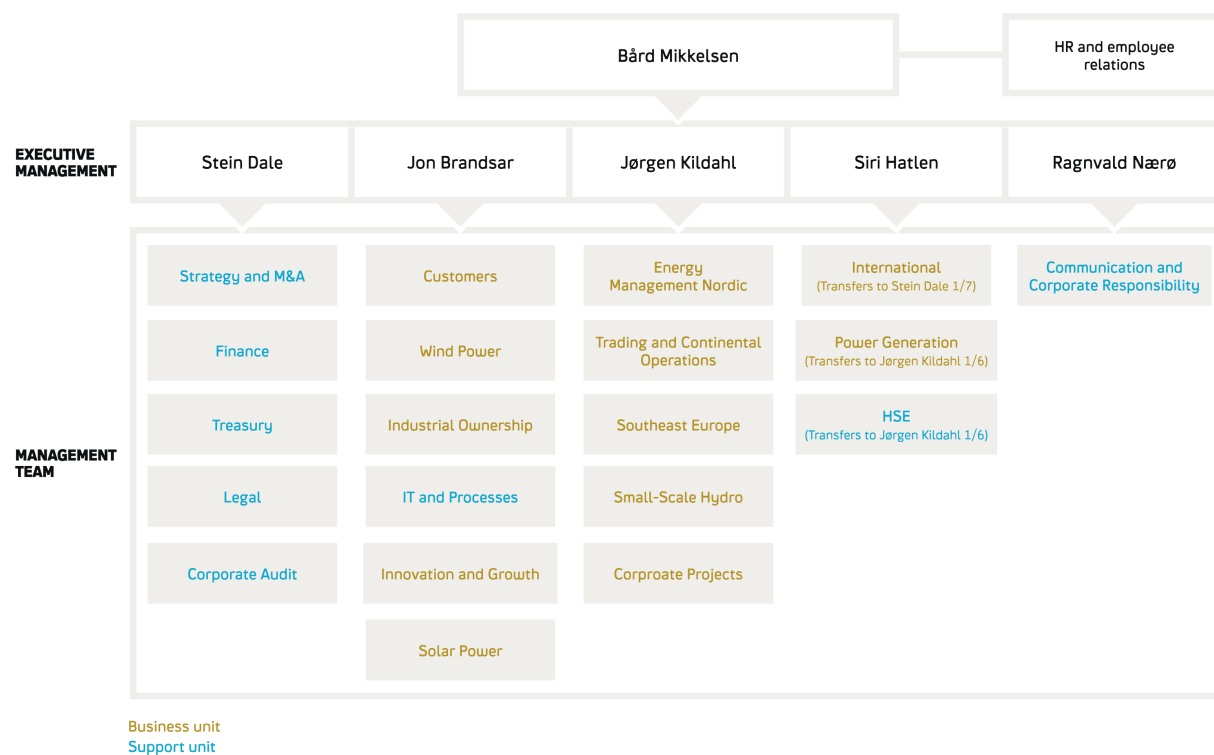 Bård Mikkelsen
HR and employee
relations
EXECUTIVE
MANAGEMENT
Stein Dale
Jon Brandsar
Jørgen Kildahl
Siri Hatlen
Ragnvald Nærø
MANAGEMENT
TEAM
Strategy and M&A
Finance
Treasury
Legal
Corporate Audit
Customers
Wind Power
Industrial Ownership
IT and Processes
Innovation and Growth
Solar Power
Energy
Management Nordic
Trading and Continental
Operations
Southeast Europe
Small-Scale Hydro
Corproate Projects
International
(Transfers to Stein Dale 1/7)
Power Generation
(Transfers to Jørgen Kildahl 1/6)
HSE
(Transfers to Jørgen Kildahl 1/6)
Communication and
Corporate Responsibility
Business unit
Support unit